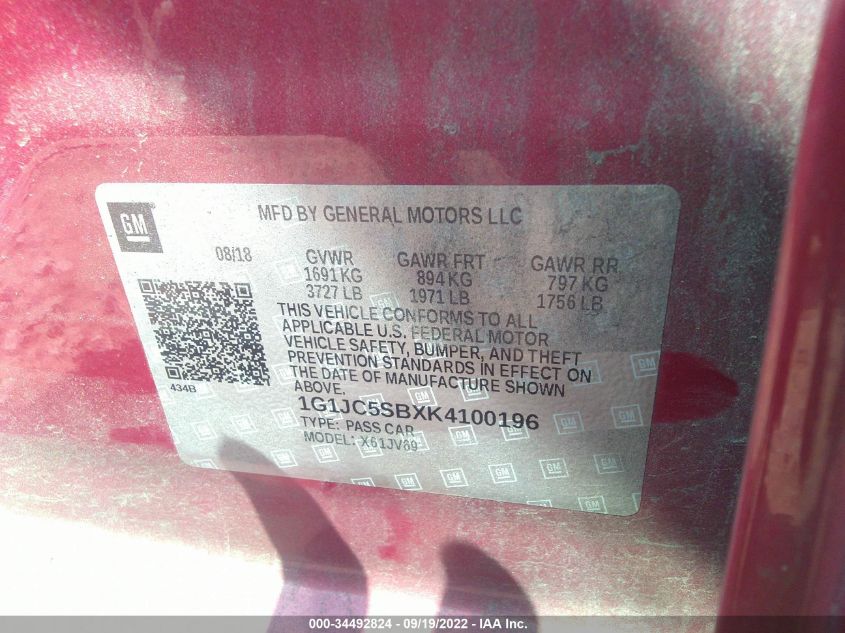 GM
MFD BY GENERAL MOTORS LLC
08/18 GVWR GAWR FRT GAWR RR
1691 KG 894 KG 797 KG
3727 LB 1971 LB 1756 LB
THIS VEHICLE CONFORMS TO ALL
APPLICABLE U.S. FEDERAL MOTOR
VEHICLE SAFETY, BUMPER, AND THEFT
PREVENTION STANDARDS IN EFFECT ON
THE DATE OF MANUFACTURE SHOWN
ABOVE.
434B
1G1JC5SBXK4100196
TYPE: PASS CAR
MODEL: X61JV69
000-34492824 - 09/19/2022 - IAA Inc.